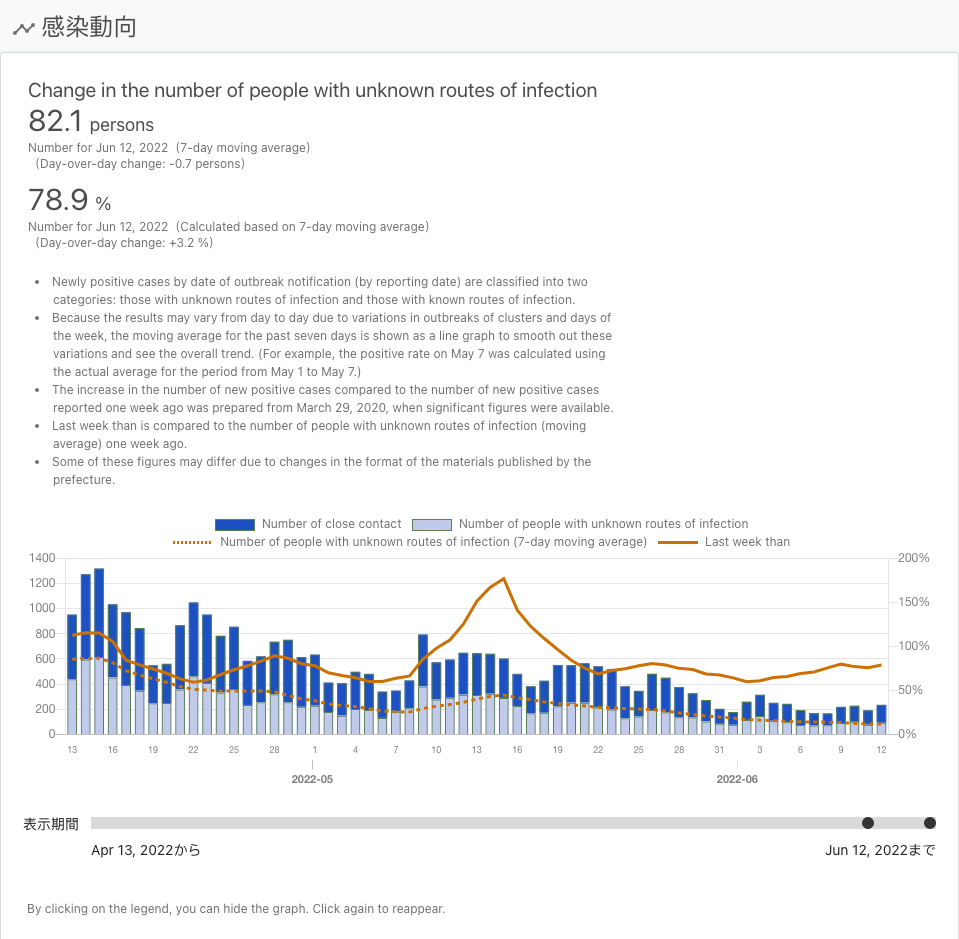 感染動向
Change in the number of people with unknown routes of infection
82.1 persons
Number for Jun 12, 2022 (7-day moving average)
(Day-over-day change: -0.7 persons)
78.9 %
Number for Jun 12, 2022 (Calculated based on 7-day moving average)
(Day-over-day change: +3.2 %)
• Newly positive cases by date of outbreak notification (by reporting date) are classified into two
categories: those with unknown routes of infection and those with known routes of infection.
• Because the results may vary from day to day due to variations in outbreaks of clusters and days of
the week, the moving average for the past seven days is shown as a line graph to smooth out these
variations and see the overall trend. (For example, the positive rate on May 7 was calculated using
the actual average for the period from May 1 to May 7.)
• The increase in the number of new positive cases compared to the number of new positive cases
reported one week ago was prepared from March 29, 2020, when significant figures were available.
• Last week than is compared to the number of people with unknown routes of infection (moving
average) one week ago.
• Some of these figures may differ due to changes in the format of the materials published by the
prefecture.
Number of close contact Number of people with unknown routes of infection
Number of people with unknown routes of infection (7-day moving average) Last week than
1400 200%
1200
1000 150%
800
600 100%
400 50%
200
0 0%
13 16 19 22 25 28 1 4 7 10 13 16 19 22 25 28 31 3 6 9 12
2022-05 2022-06
表示期間
Apr 13, 2022から Jun 12, 2022まで
By clicking on the legend, you can hide the graph. Click again to reappear.